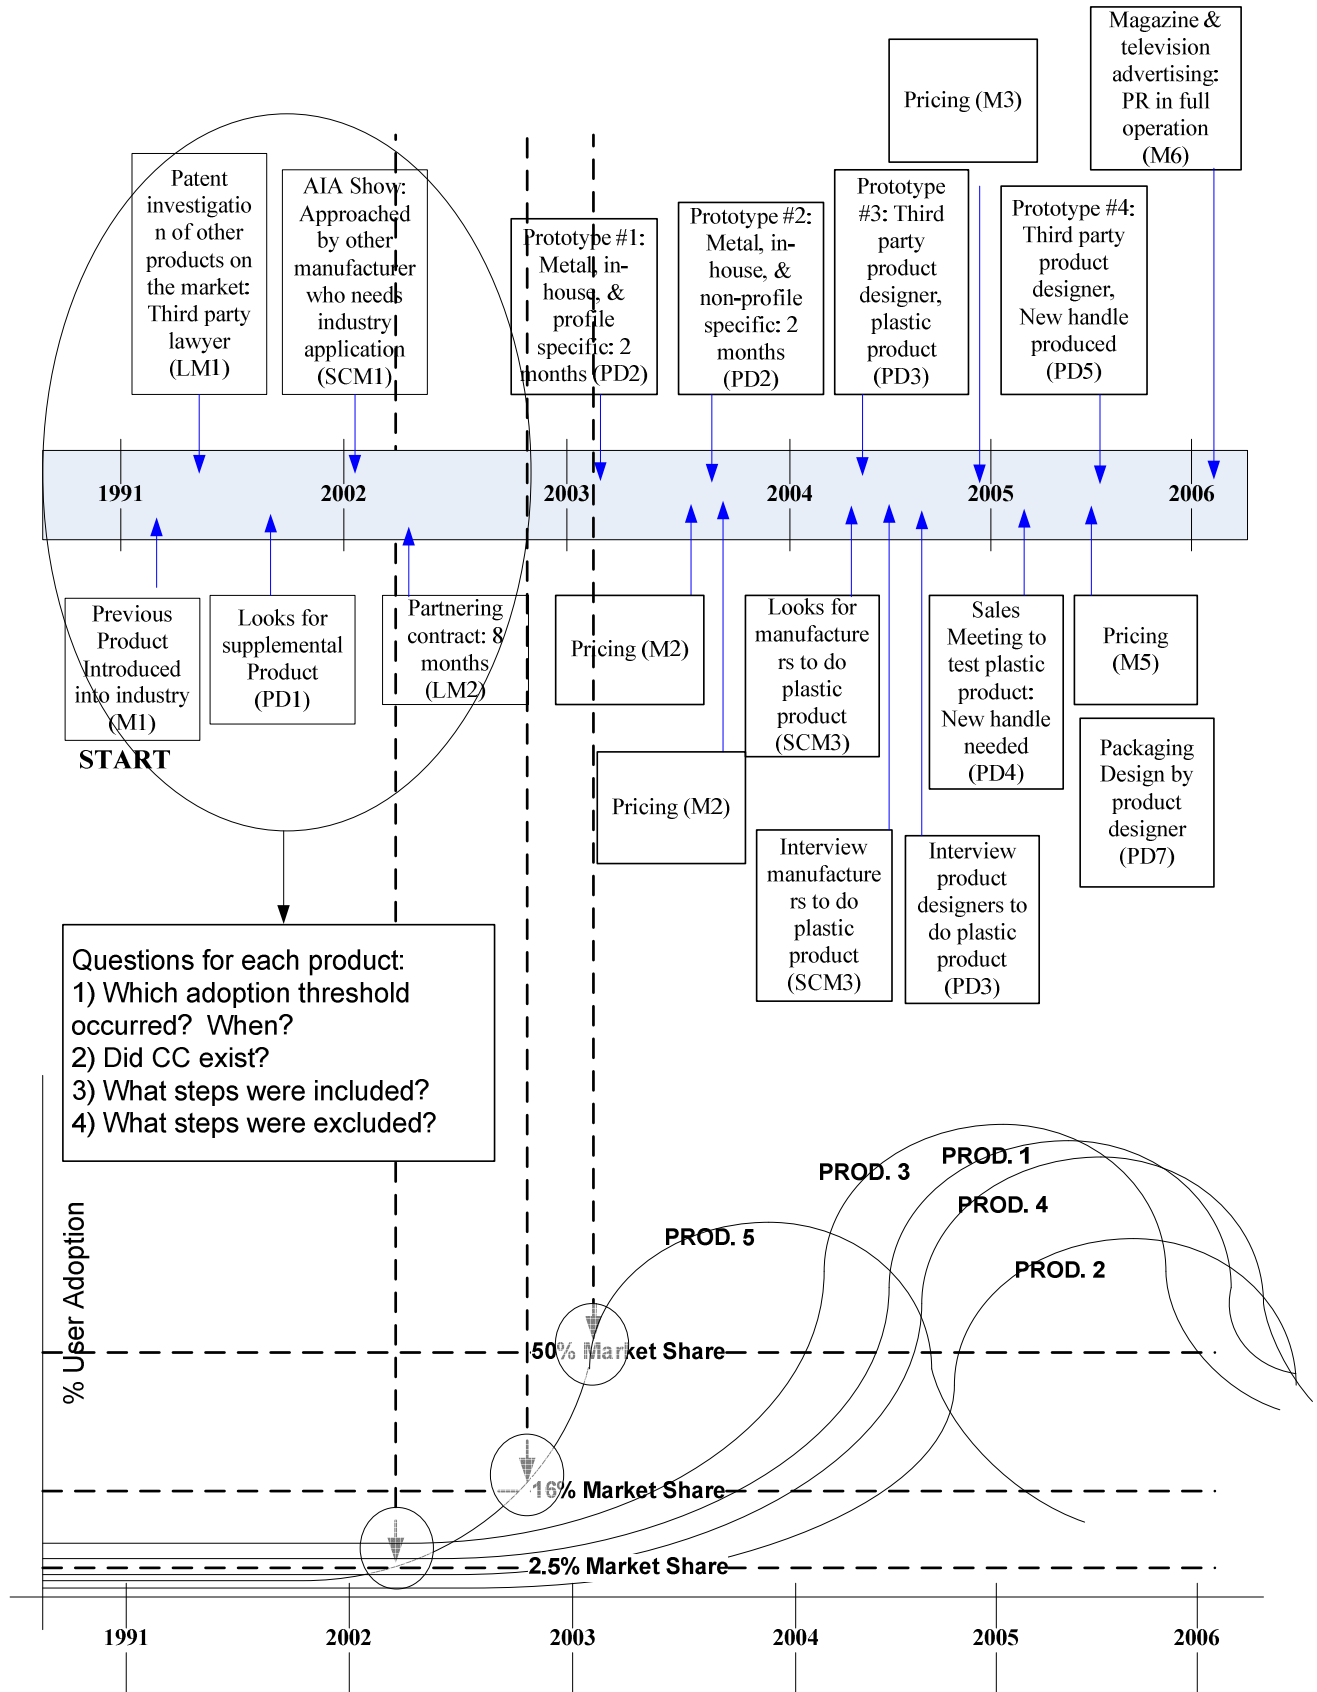 Magazine &
television
advertising:
PR in full
operation
(M6)
Pricing (M3)
Patent
investigatio
n of other
products on
the market:
Third party
lawyer
(LM1)
AIA Show:
Approached
by other
manufacturer
who needs
industry
application
(SCM1)
Prototype #1:
Metal, in-
house, &
profile
specific: 2
months (PD2)
Prototype #2:
Metal, in-
house, &
non-profile
specific: 2
months
(PD2)
Prototype
#3: Third
party
product
designer,
plastic
product
(PD3)
Prototype #4:
Third party
product
designer,
New handle
produced
(PD5)
1991
2002
2003
2004
2005
2006
Previous
Product
Introduced
into industry
(M1)
START
Looks for
supplemental
Product
(PD1)
Partnering
contract: 8
months
(LM2)
Pricing (M2)
Pricing (M2)
Looks for
manufacture
rs to do
plastic
product
(SCM3)
Interview
manufacture
rs to do
plastic
product
(SCM3)
Interview
product
designers to
do plastic
product
(PD3)
Sales
Meeting to
test plastic
product:
New handle
needed
(PD4)
Pricing
(M5)
Packaging
Design by
product
designer
(PD7)
Questions for each product:
1) Which adoption threshold
occurred?  When?
2) Did CC exist?
3) What steps were included?
4) What steps were excluded?
% User Adoption
PROD. 3
PROD. 1
PROD. 4
PROD. 5
PROD. 2
50% Market Share
16% Market Share
2.5% Market Share
1991
2002
2003
2004
2005
2006